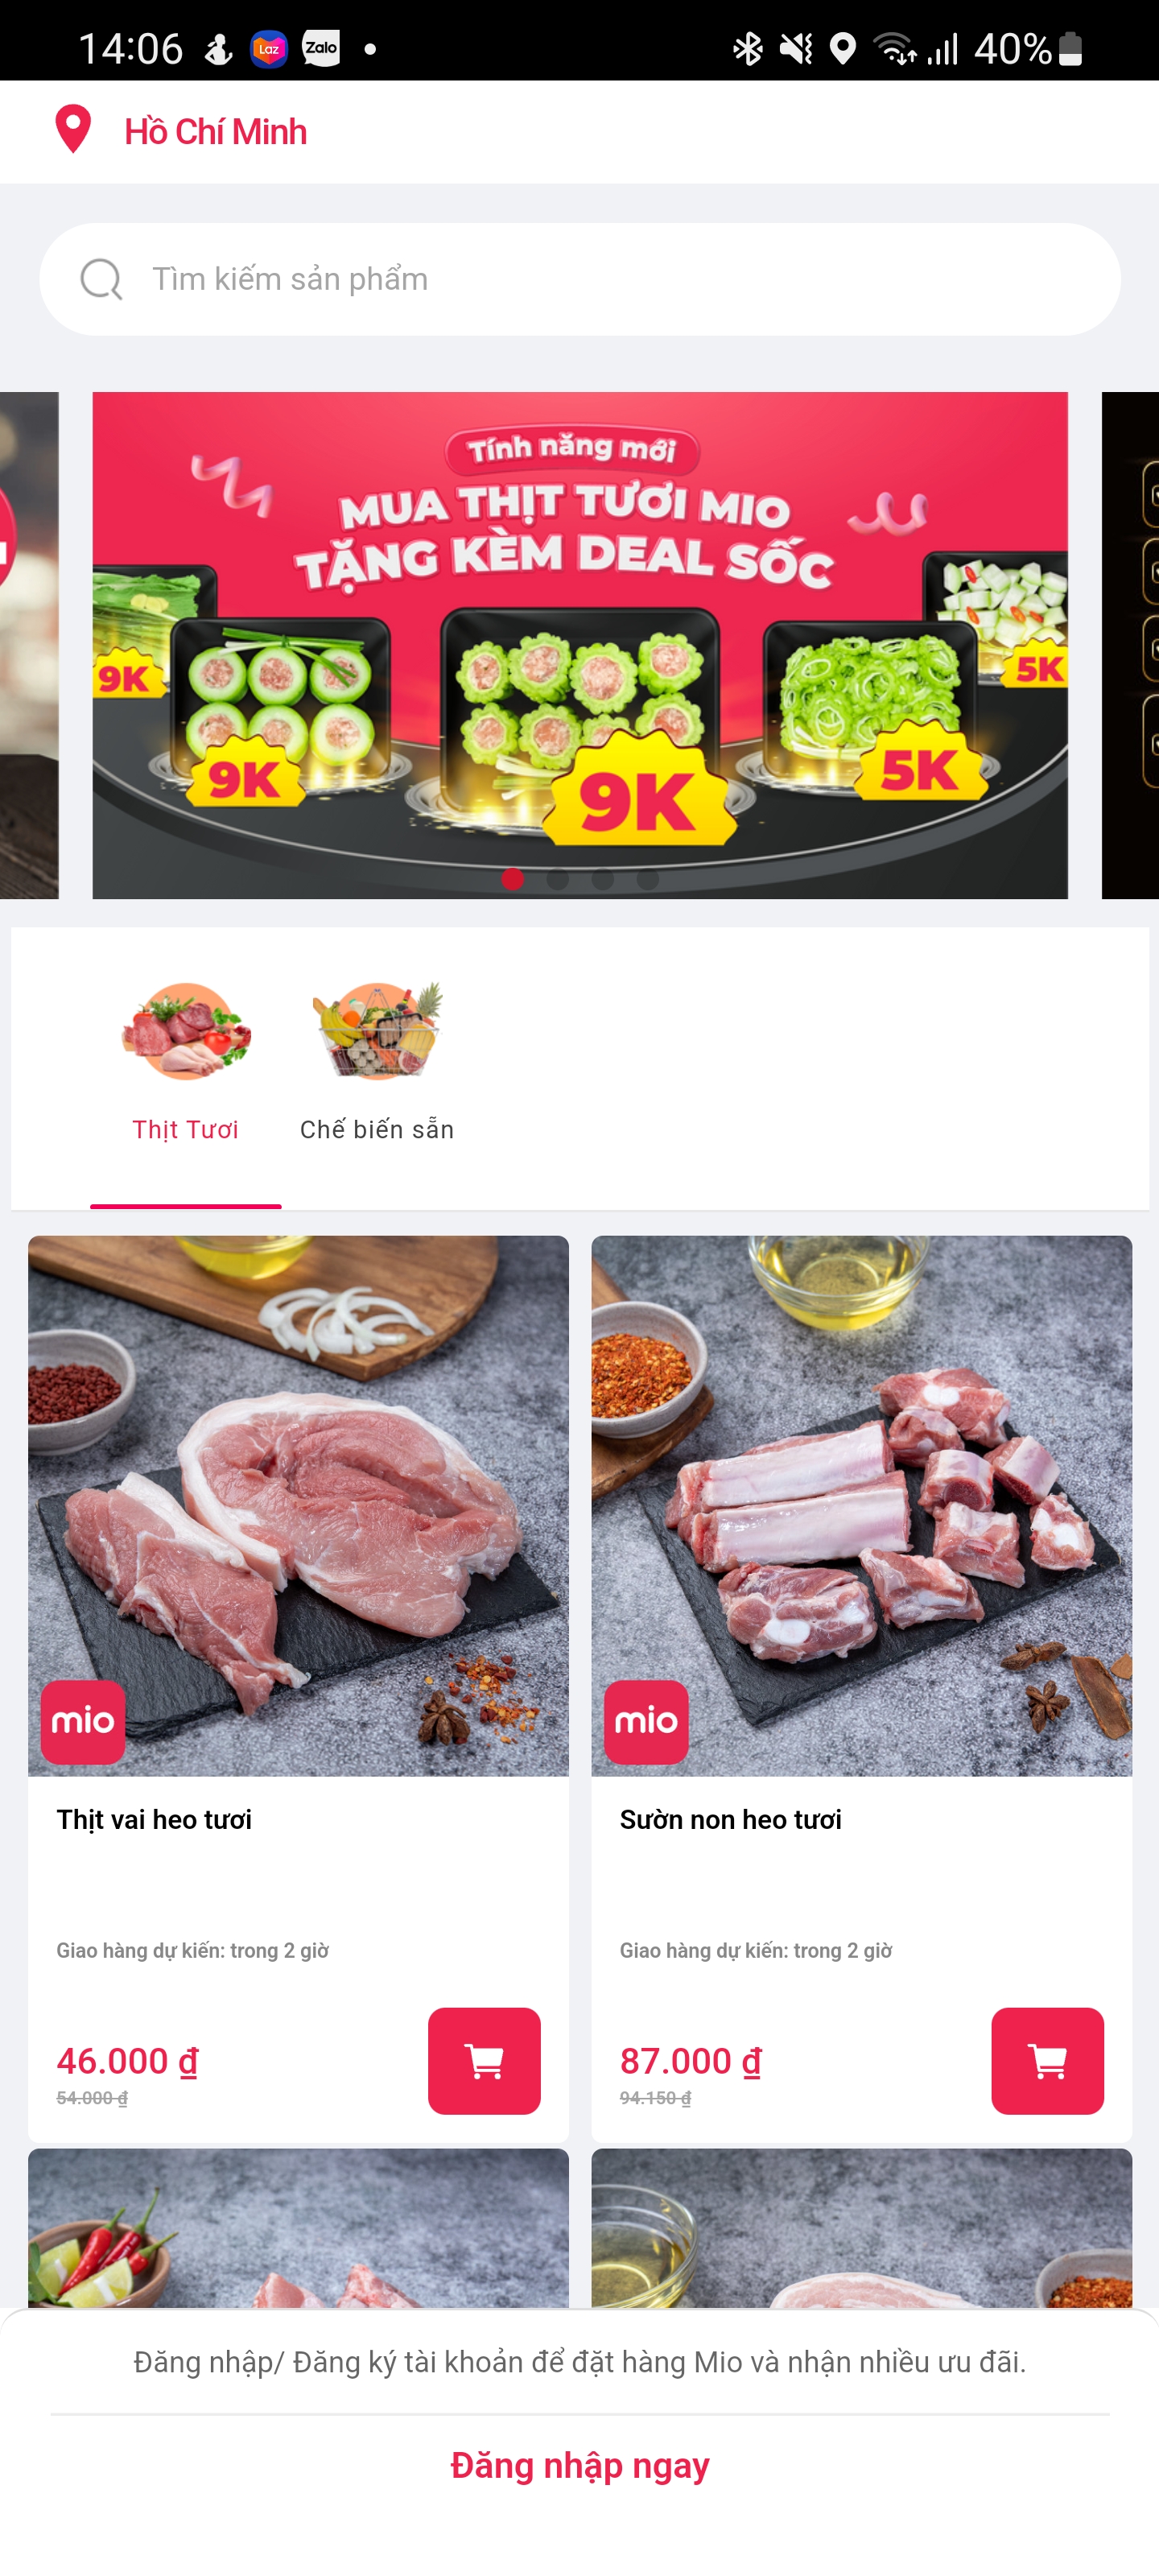 14:06 Laz Zalo 40%
Hồ Chí Minh
Tìm kiếm sản phẩm
Tính năng mới
MUA THỊT TƯƠI MIO
TẶNG KÈM DEAL SỐC
9K
9K
9K
5K
5K
Thịt Tươi
Chế biến sẵn
mio
mio
Thịt vai heo tươi
Sườn non heo tươi
Giao hàng dự kiến: trong 2 giờ
Giao hàng dự kiến: trong 2 giờ
46.000 ₫
54.000 ₫
87.000 ₫
94.150 ₫
Đăng nhập/ Đăng ký tài khoản để đặt hàng Mio và nhận nhiều ưu đãi.
Đăng nhập ngay